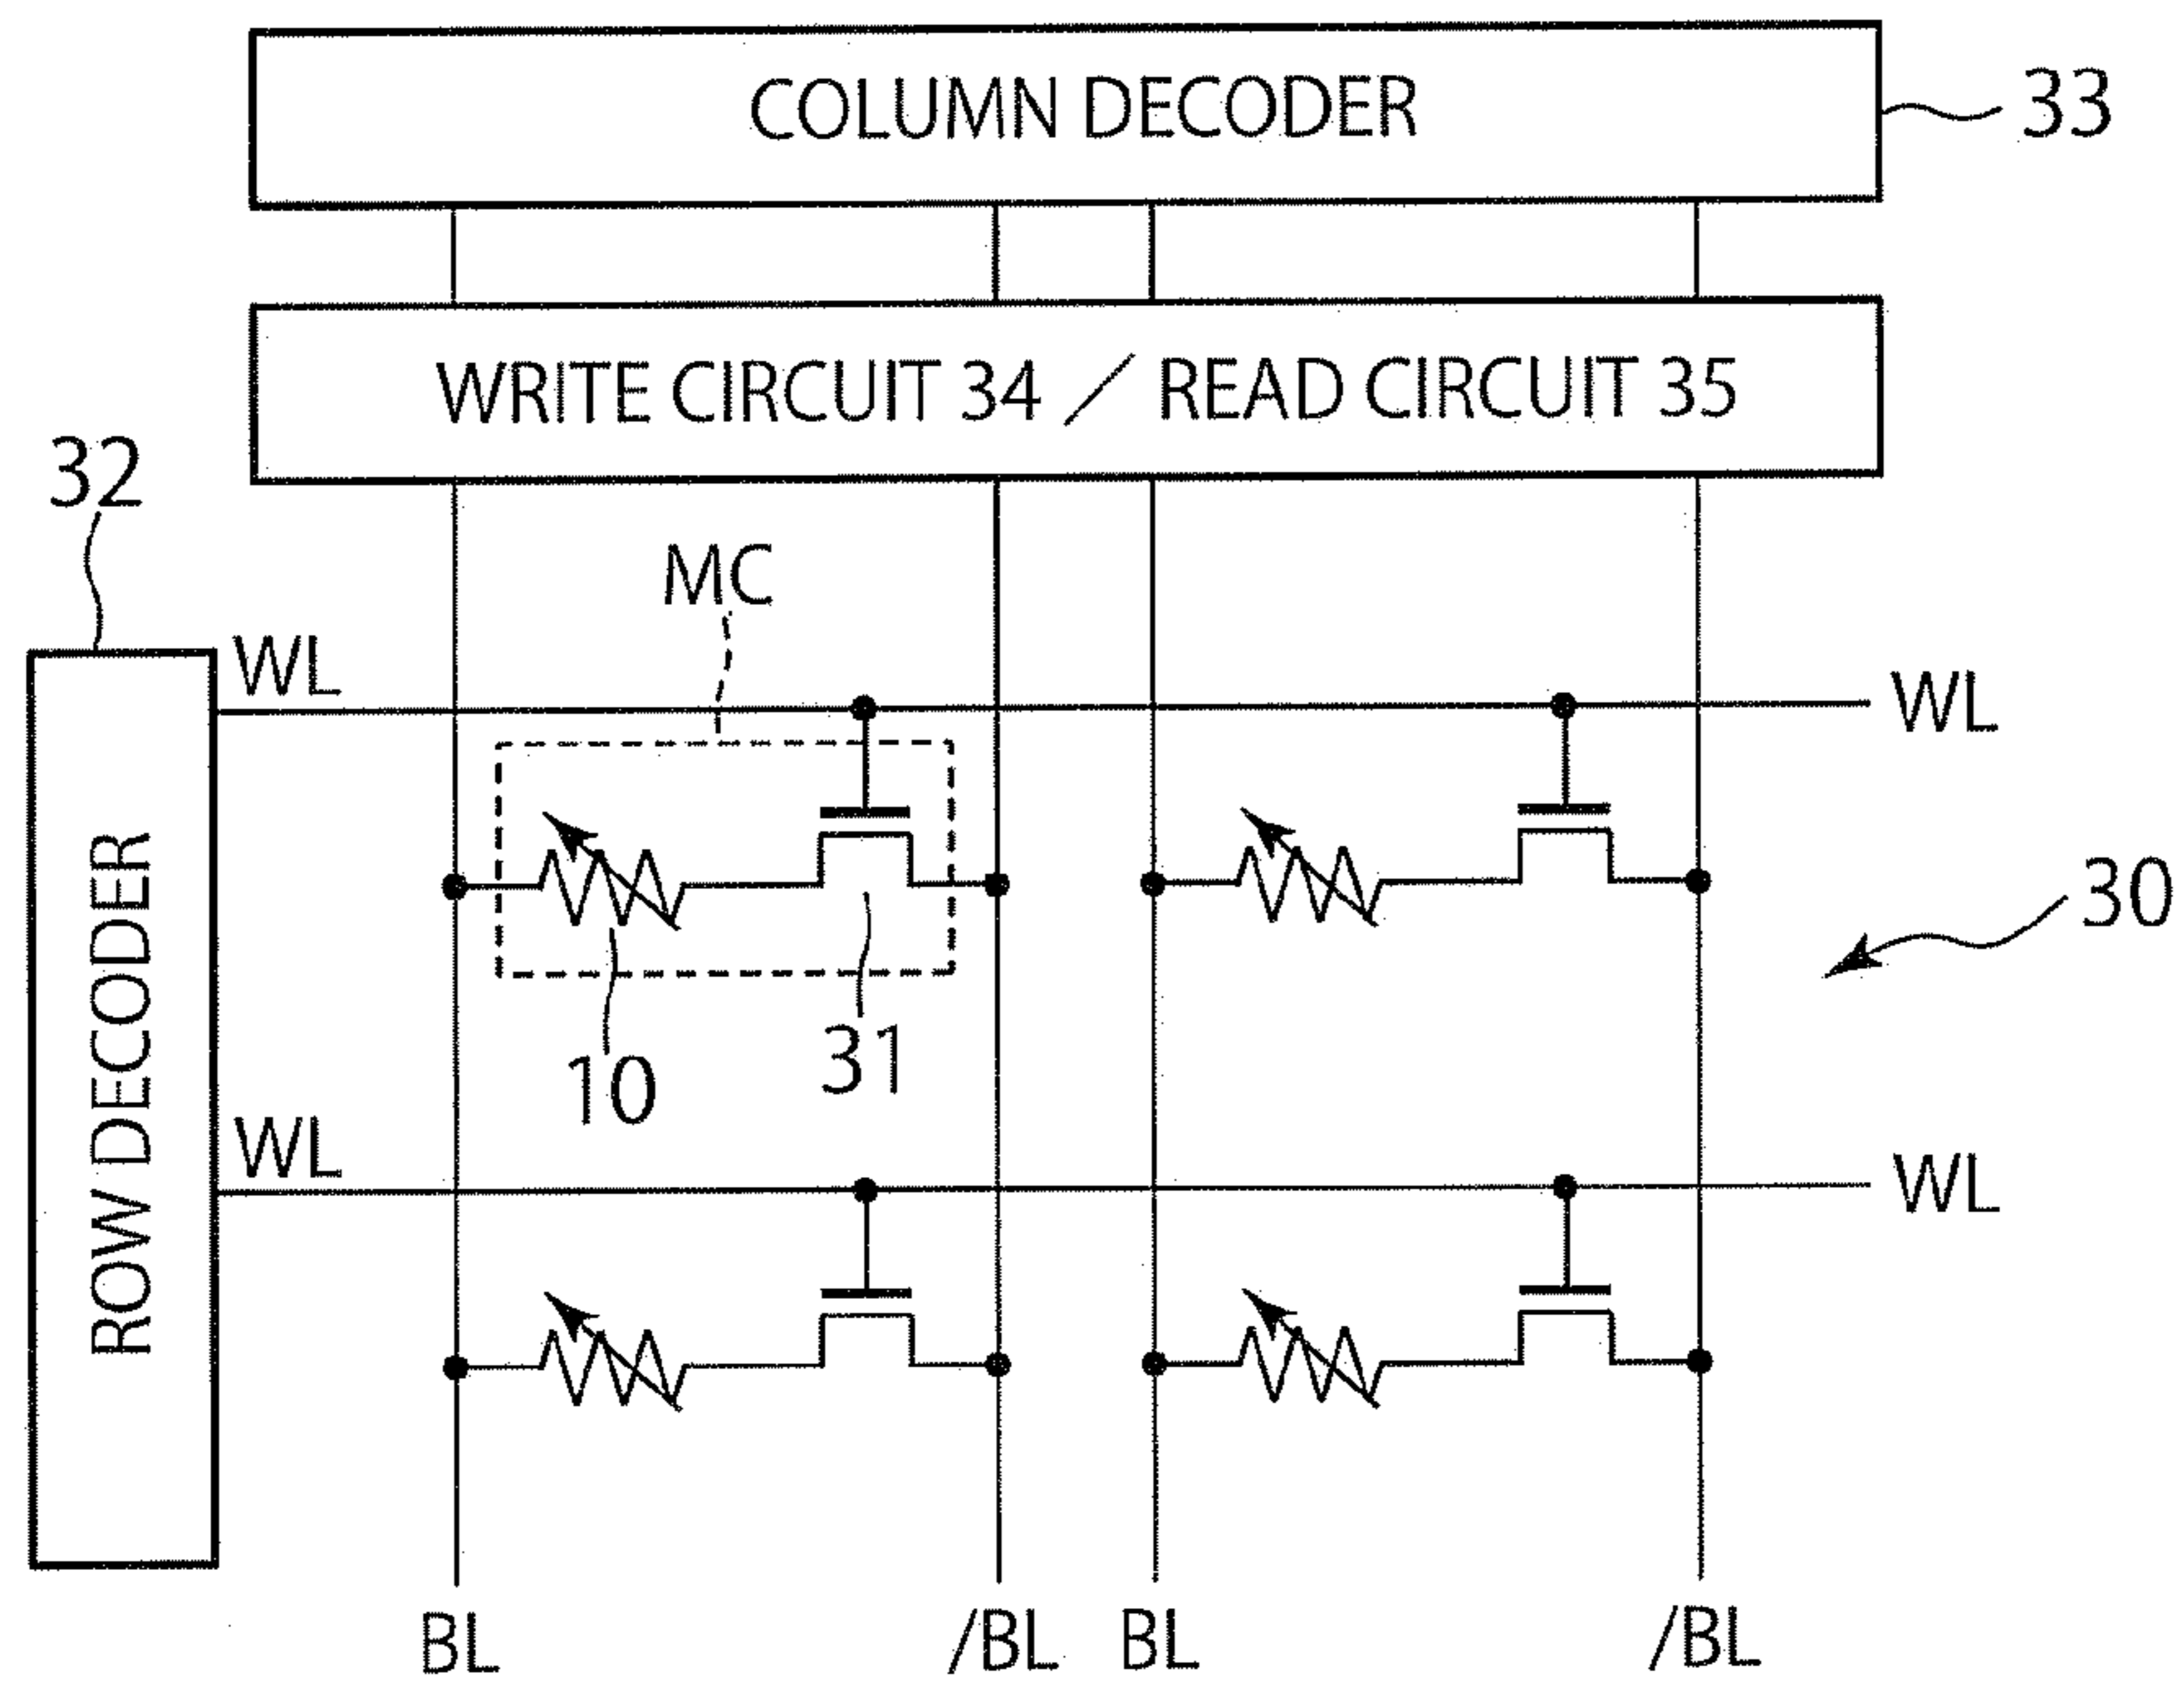 COLUMN DECODER
33
WRITE CIRCUIT 34 / READ CIRCUIT 35
32
MC
WL
WL
ROW DECODER
30
10
31
WL
WL
BL
/BL
BL
/BL